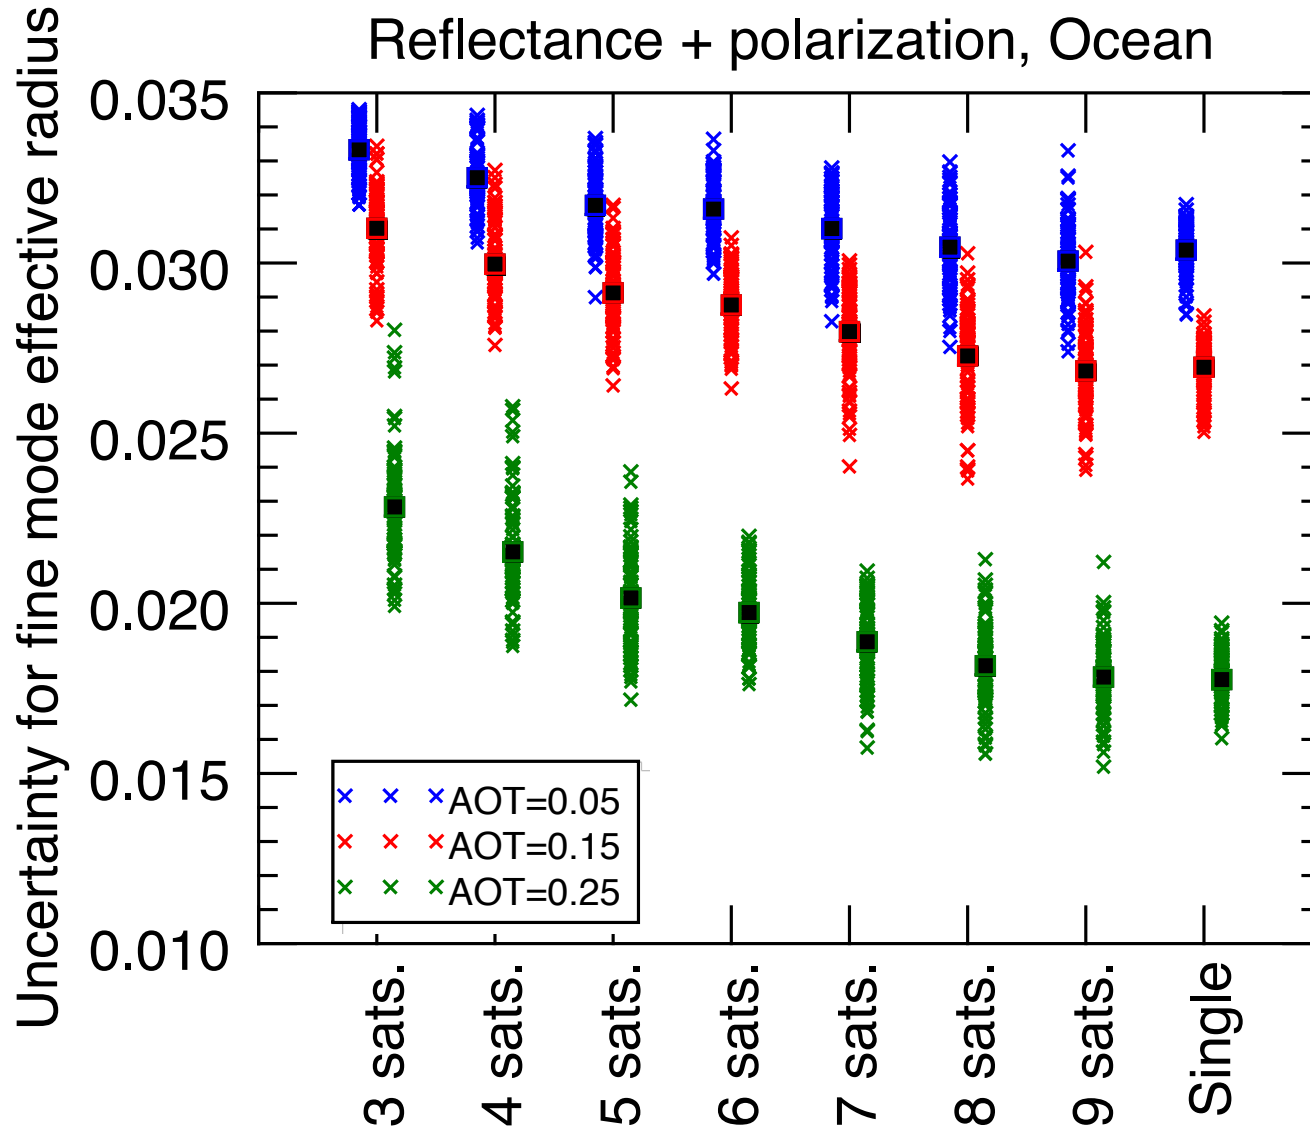 Reflectance + polarization, Ocean
Uncertainty for fine mode effective radius
0.035
0.030
0.025
0.020
0.015
0.010
AOT=0.05
AOT=0.15
AOT=0.25
3 sats.
4 sats.
5 sats.
6 sats.
7 sats.
8 sats.
9 sats.
Single